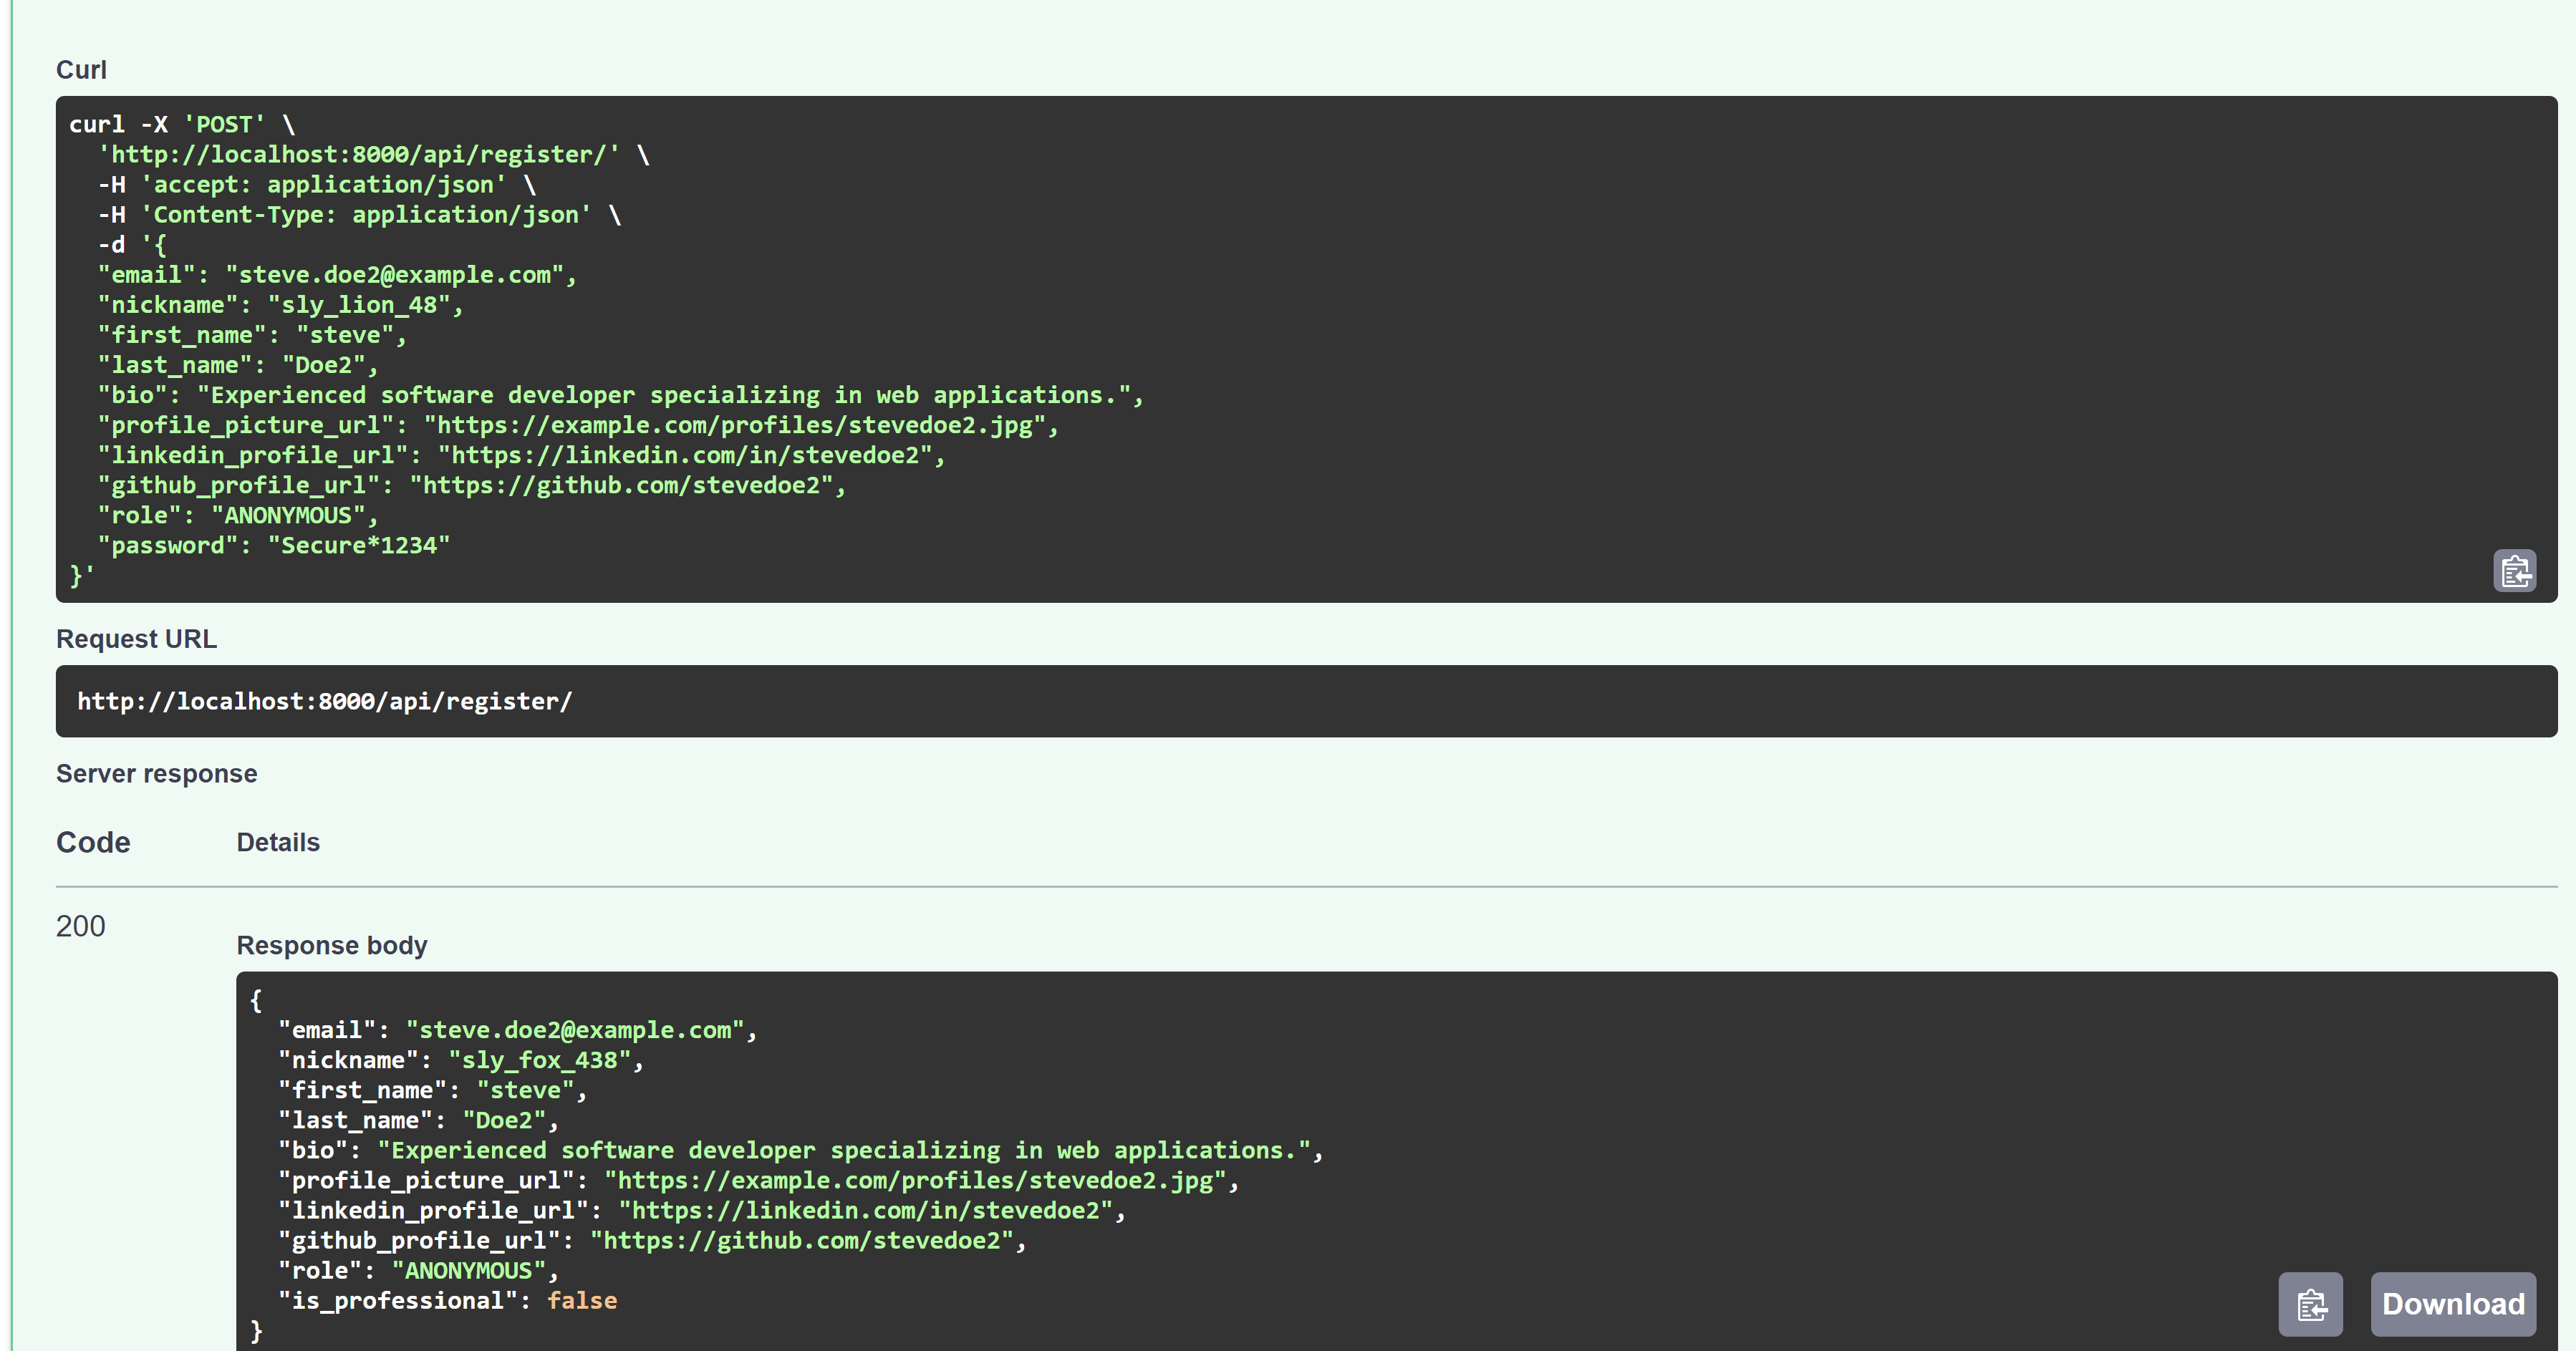 Curl
curl -X 'POST' \
  'http://localhost:8000/api/register/' \
  -H 'accept: application/json' \
  -H 'Content-Type: application/json' \
  -d '{
  "email": "steve.doe2@example.com",
  "nickname": "sly_lion_48",
  "first_name": "steve",
  "last_name": "Doe2",
  "bio": "Experienced software developer specializing in web applications.",
  "profile_picture_url": "https://example.com/profiles/stevedoe2.jpg",
  "linkedin_profile_url": "https://linkedin.com/in/stevedoe2",
  "github_profile_url": "https://github.com/stevedoe2",
  "role": "ANONYMOUS",
  "password": "Secure*1234"
}'
Request URL
http://localhost:8000/api/register/
Server response
Code Details
200
Response body
{
  "email": "steve.doe2@example.com",
  "nickname": "sly_fox_438",
  "first_name": "steve",
  "last_name": "Doe2",
  "bio": "Experienced software developer specializing in web applications.",
  "profile_picture_url": "https://example.com/profiles/stevedoe2.jpg",
  "linkedin_profile_url": "https://linkedin.com/in/stevedoe2",
  "github_profile_url": "https://github.com/stevedoe2",
  "role": "ANONYMOUS",
  "is_professional": false
}
Download